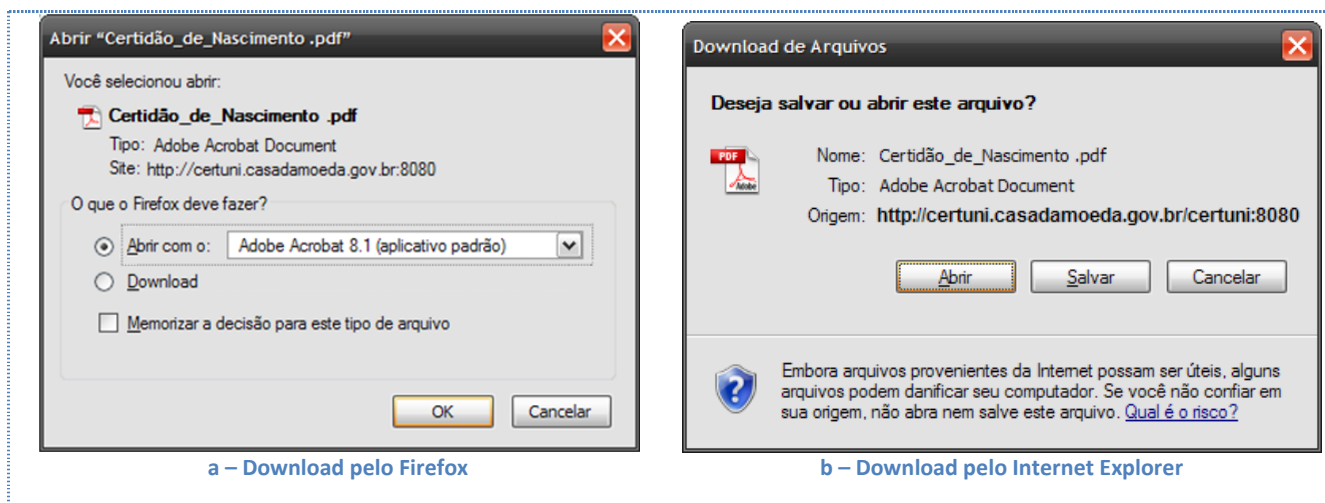 Abrir “Certidão_de_Nascimento .pdf”
Você selecionou abrir:
Certidão_de_Nascimento .pdf
Tipo: Adobe Acrobat Document
Site: http://certuni.casadamoeda.gov.br:8080
O que o Firefox deve fazer?
Abrir com o: Adobe Acrobat 8.1 (aplicativo padrão)
Download
Memorizar a decisão para este tipo de arquivo
OK Cancelar
a – Download pelo Firefox
Download de Arquivos
Deseja salvar ou abrir este arquivo?
PDF
Adobe
Nome: Certidão_de_Nascimento .pdf
Tipo: Adobe Acrobat Document
Origem: http://certuni.casadamoeda.gov.br/certuni:8080
Abrir Salvar Cancelar
Embora arquivos provenientes da Internet possam ser úteis, alguns
arquivos podem danificar seu computador. Se você não confiar em
sua origem, não abra nem salve este arquivo. Qual é o risco?
b – Download pelo Internet Explorer